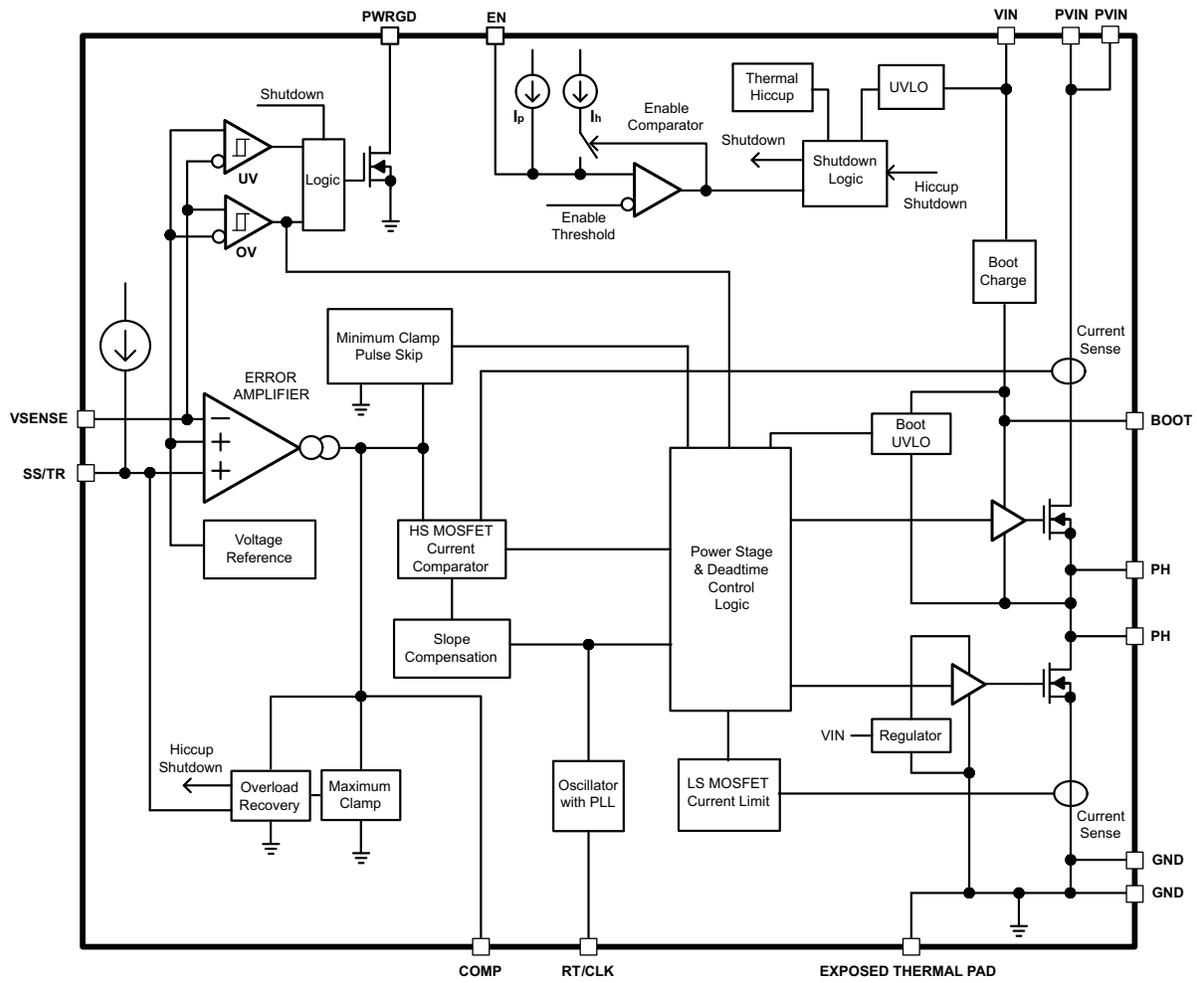 PWRGD
EN
VIN
PVIN PVIN
Shutdown
UV
OV
Logic
Ip
Ih
Enable
Comparator
Enable
Threshold
Thermal
Hiccup
UVLO
Shutdown
Shutdown
Logic
Hiccup
Shutdown
Boot
Charge
Current
Sense
Minimum Clamp
Pulse Skip
ERROR
AMPLIFIER
VSENSE
SS/TR
− + +
Voltage
Reference
HS MOSFET
Current
Comparator
Slope
Compensation
Power Stage
& Deadtime
Control
Logic
Boot
UVLO
BOOT
PH
PH
VIN
Regulator
Hiccup
Shutdown
Overload
Recovery
Maximum
Clamp
Oscillator
with PLL
LS MOSFET
Current Limit
Current
Sense
GND
GND
COMP
RT/CLK
EXPOSED THERMAL PAD